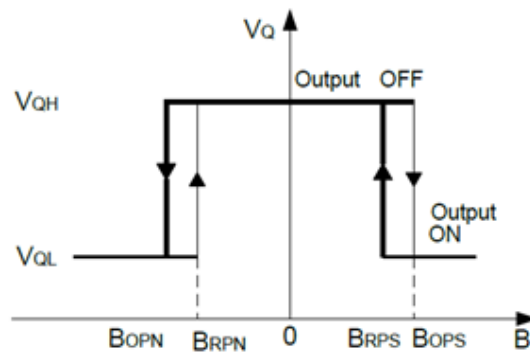 VQ
Output OFF
VQH
Output
ON
VQL
BOPN BRPN 0 BRPS BOPS B